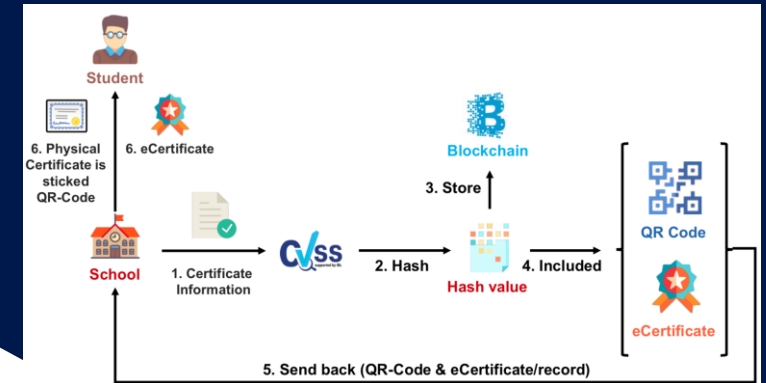 Student
6. Physical
Certificate is
sticked
QR-Code
6. eCertificate
Blockchain
3. Store
QR Code
School
1. Certificate
Information
CVSS
2. Hash
Hash value
4. Included
eCertificate
5. Send back (QR-Code & eCertificate/record)